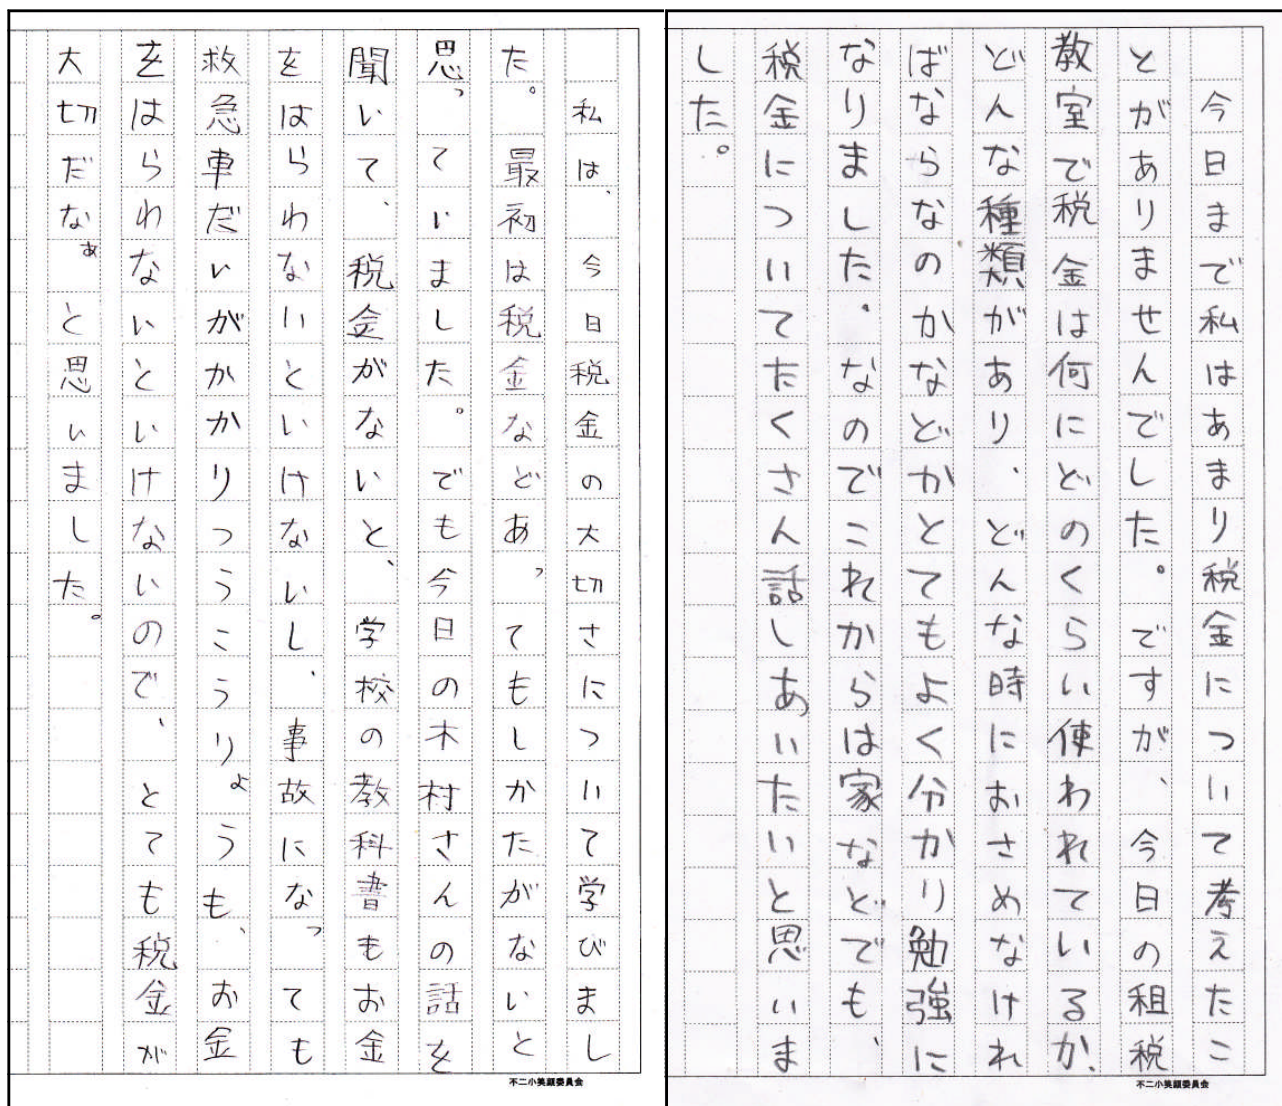 今日まで私はあまり税金について考えたこ
とがありませんでした。ですが、今日の租税
教室で税金は何にどのくらい使われているか、
どんな種類があり、どんな時におさめなけれ
ばならなのかなどかとてもよく分かり勉強に
なりました。なのでこれからは家などでも、
税金についてたくさん話しあいたいと思いま
した。
不二小笑顔委員会
私は、今日税金の大切さについて学びまし
た。最初は税金などあってもしかたがないと
思っていました。でも今日の木村さんの話を
聞いて、税金がないと、学校の教科書もお金
をはらわないといけないし、事故になっても
救急車だいがかかりつうこうりょうも、お金
をはらわないといけないので、とても税金が
大切だなぁと思いました。
不二小笑顔委員会